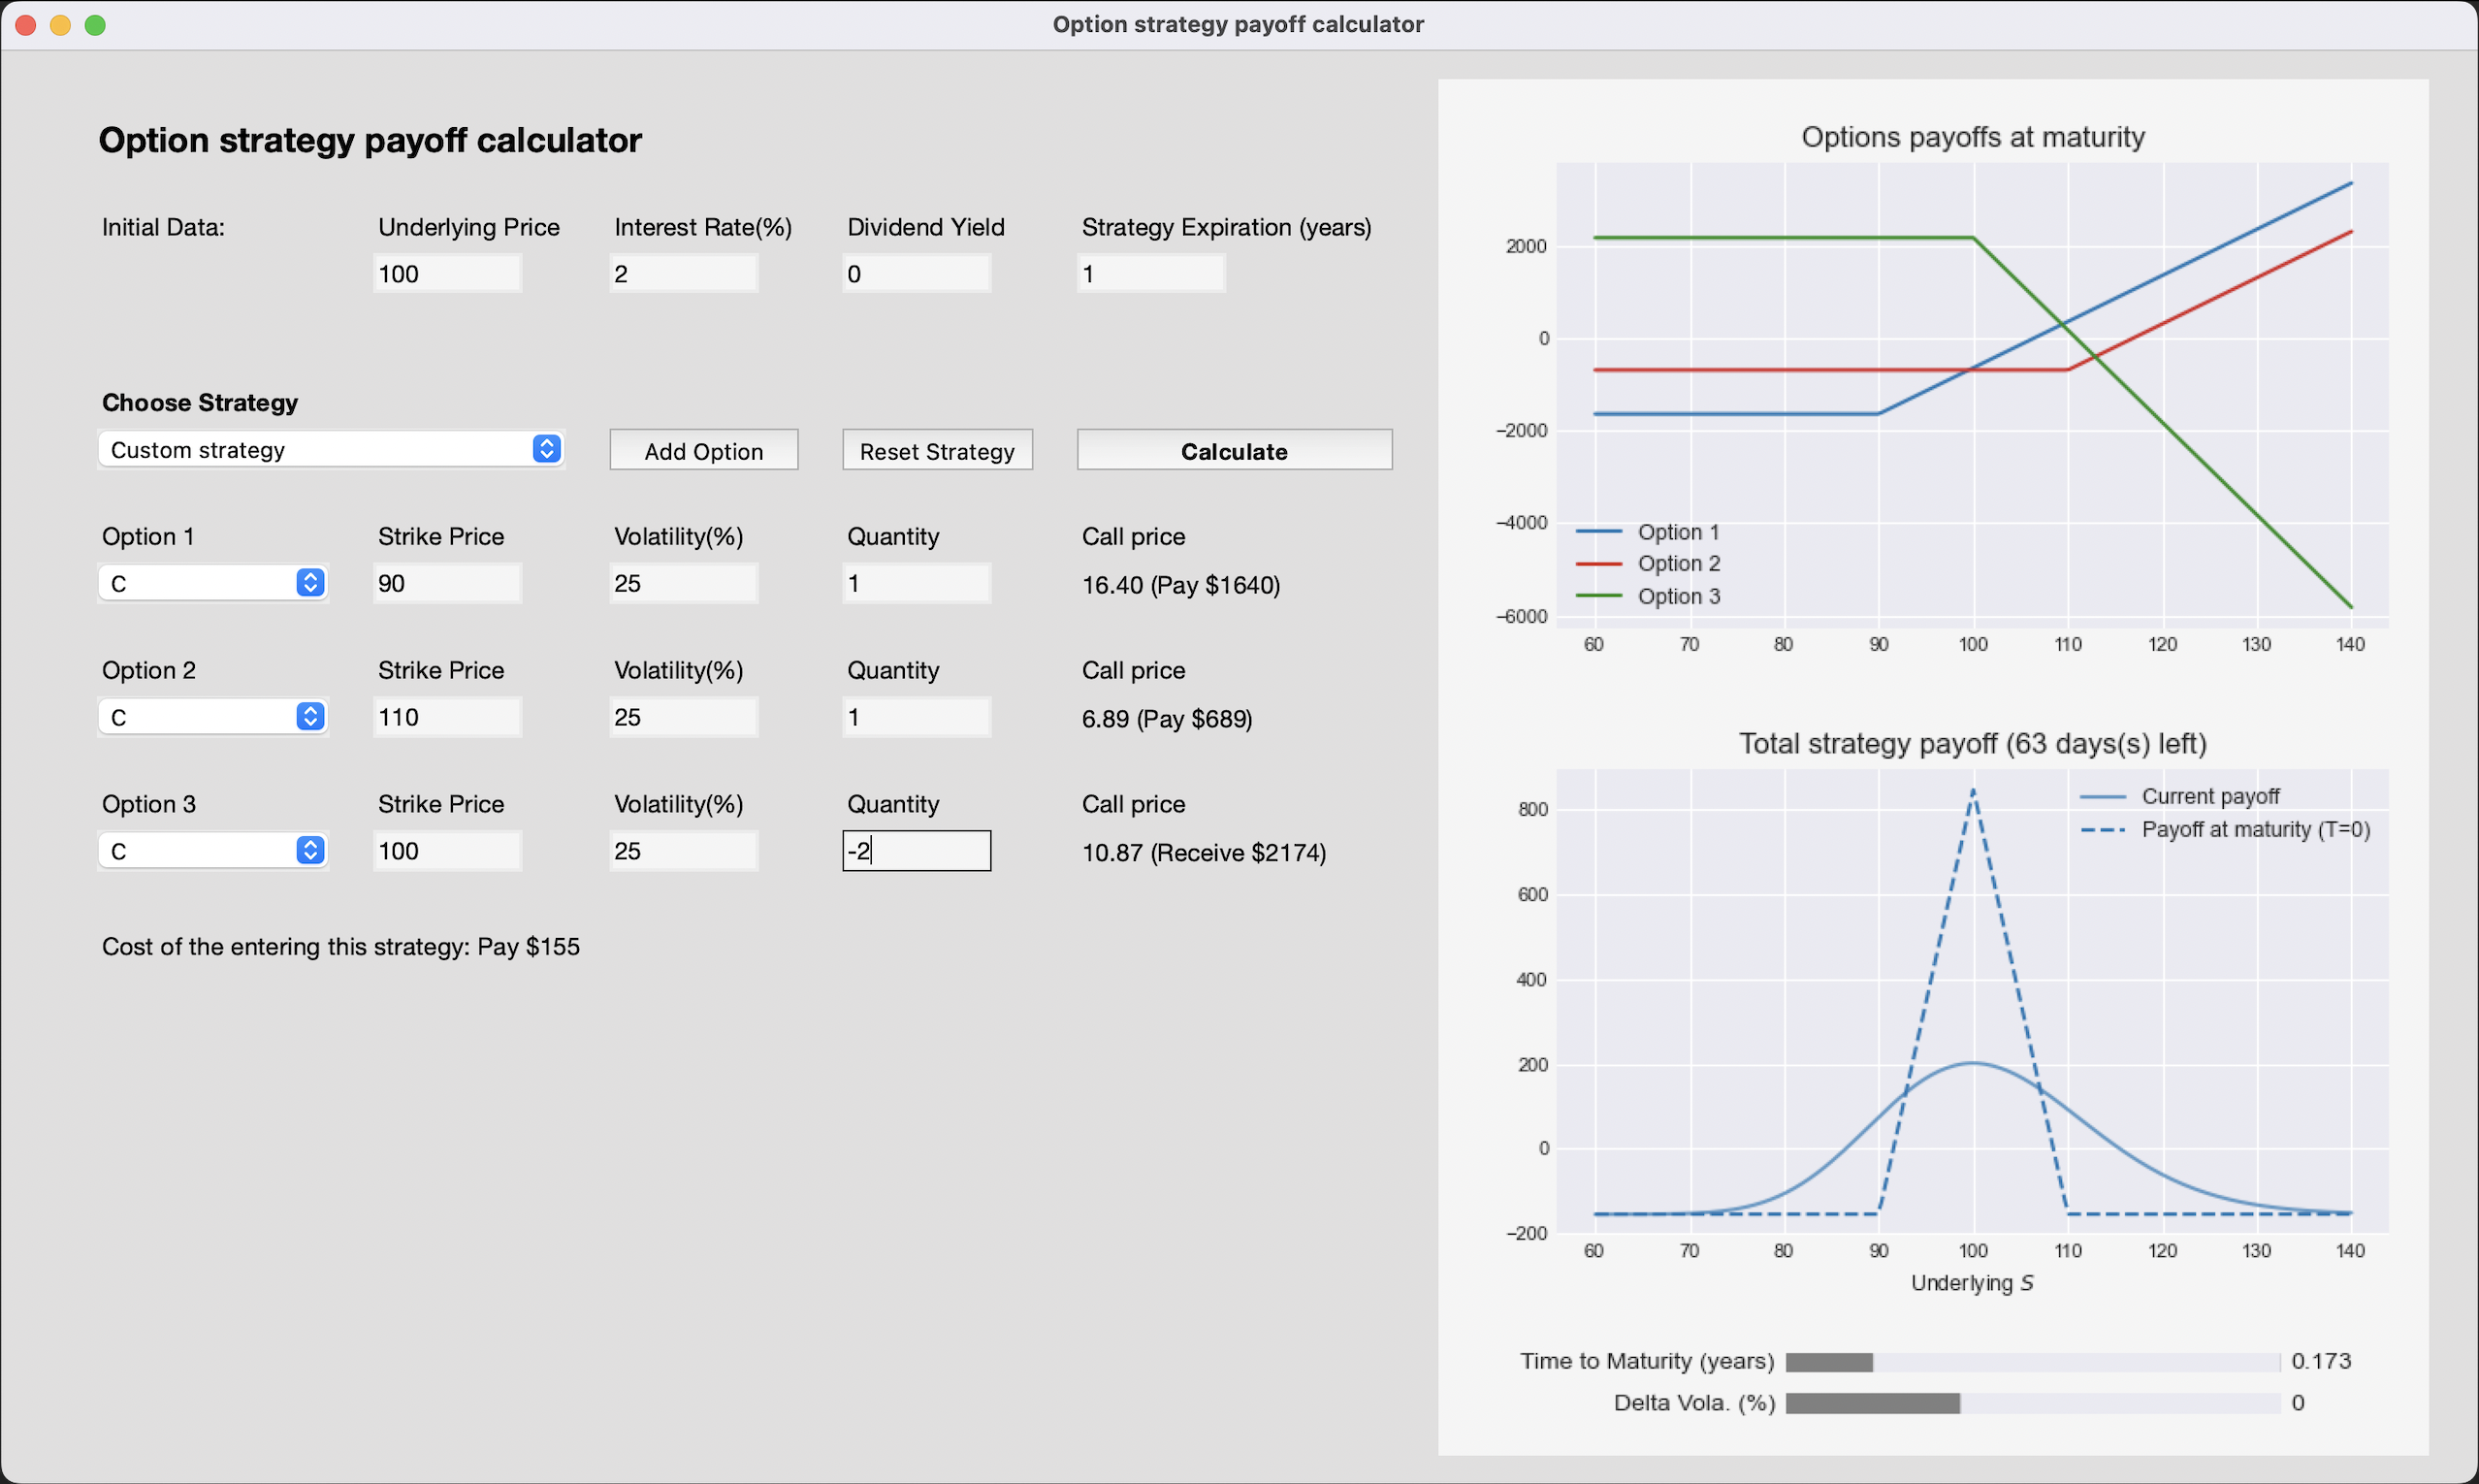 Option strategy payoff calculator
Option strategy payoff calculator
Initial Data:
Underlying Price
Interest Rate(%)
Dividend Yield
Strategy Expiration (years)
100
2
0
1
Choose Strategy
Custom strategy
Add Option
Reset Strategy
Calculate
Option 1
Strike Price
Volatility(%)
Quantity
Call price
C
90
25
1
16.40 (Pay $1640)
Option 2
Strike Price
Volatility(%)
Quantity
Call price
C
110
25
1
6.89 (Pay $689)
Option 3
Strike Price
Volatility(%)
Quantity
Call price
C
100
25
-2
10.87 (Receive $2174)
Cost of the entering this strategy: Pay $155
Options payoffs at maturity
2000
0
−2000
−4000
−6000
Option 1
Option 2
Option 3
60 70 80 90 100 110 120 130 140
Total strategy payoff (63 days(s) left)
Current payoff
Payoff at maturity (T=0)
800
600
400
200
0
−200
60 70 80 90 100 110 120 130 140
Underlying S
Time to Maturity (years) 0.173
Delta Vola. (%) 0